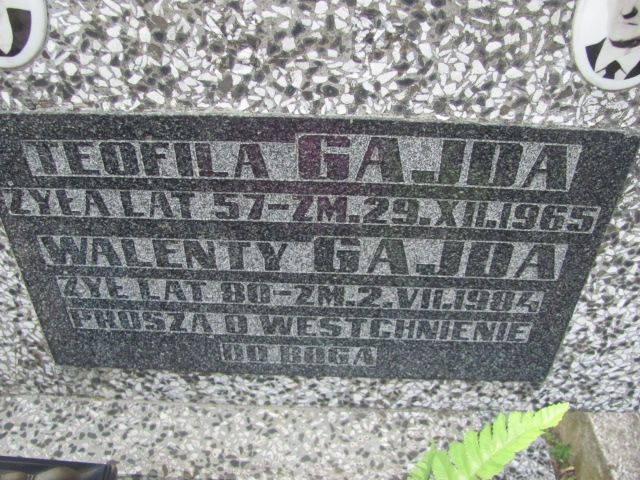 TEOFILA GAJDA
ŻYŁA LAT 57-ZM.29.XII.1965
WALENTY GAJDA
ŻYŁ LAT 80-ZM.2.VII.1984
PROSZĄ O WESTCHNIENIE
DO BOGA